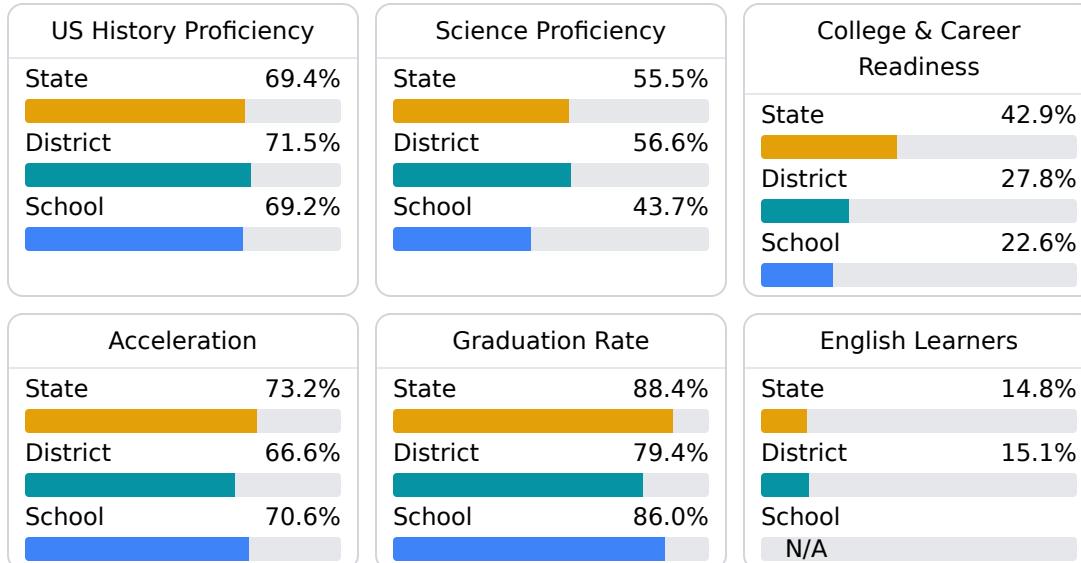 US History Proficiency
State 69.4%
District 71.5%
School 69.2%
Science Proficiency
State 55.5%
District 56.6%
School 43.7%
College & Career
Readiness
State 42.9%
District 27.8%
School 22.6%
Acceleration
State 73.2%
District 66.6%
School 70.6%
Graduation Rate
State 88.4%
District 79.4%
School 86.0%
English Learners
State 14.8%
District 15.1%
School
N/A